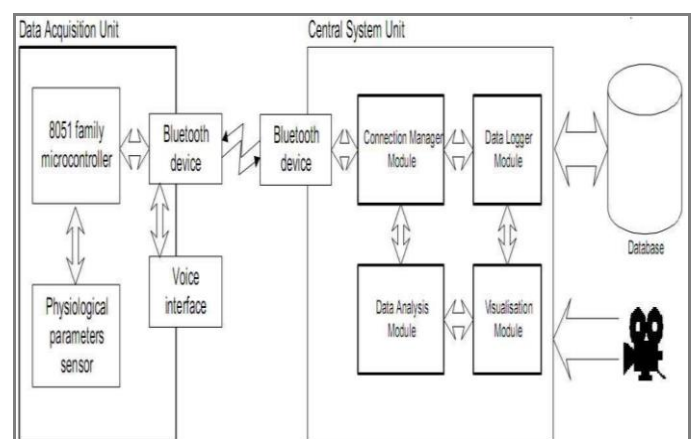 Data Acquisition Unit
Central System Unit
8051 family
microcontroller
Bluetooth
device
Bluetooth
device
Connection Manager
Module
Data Logger
Module
Database
Physiological
parameters
sensor
Voice
interface
Data Analysis
Module
Visualisation
Module